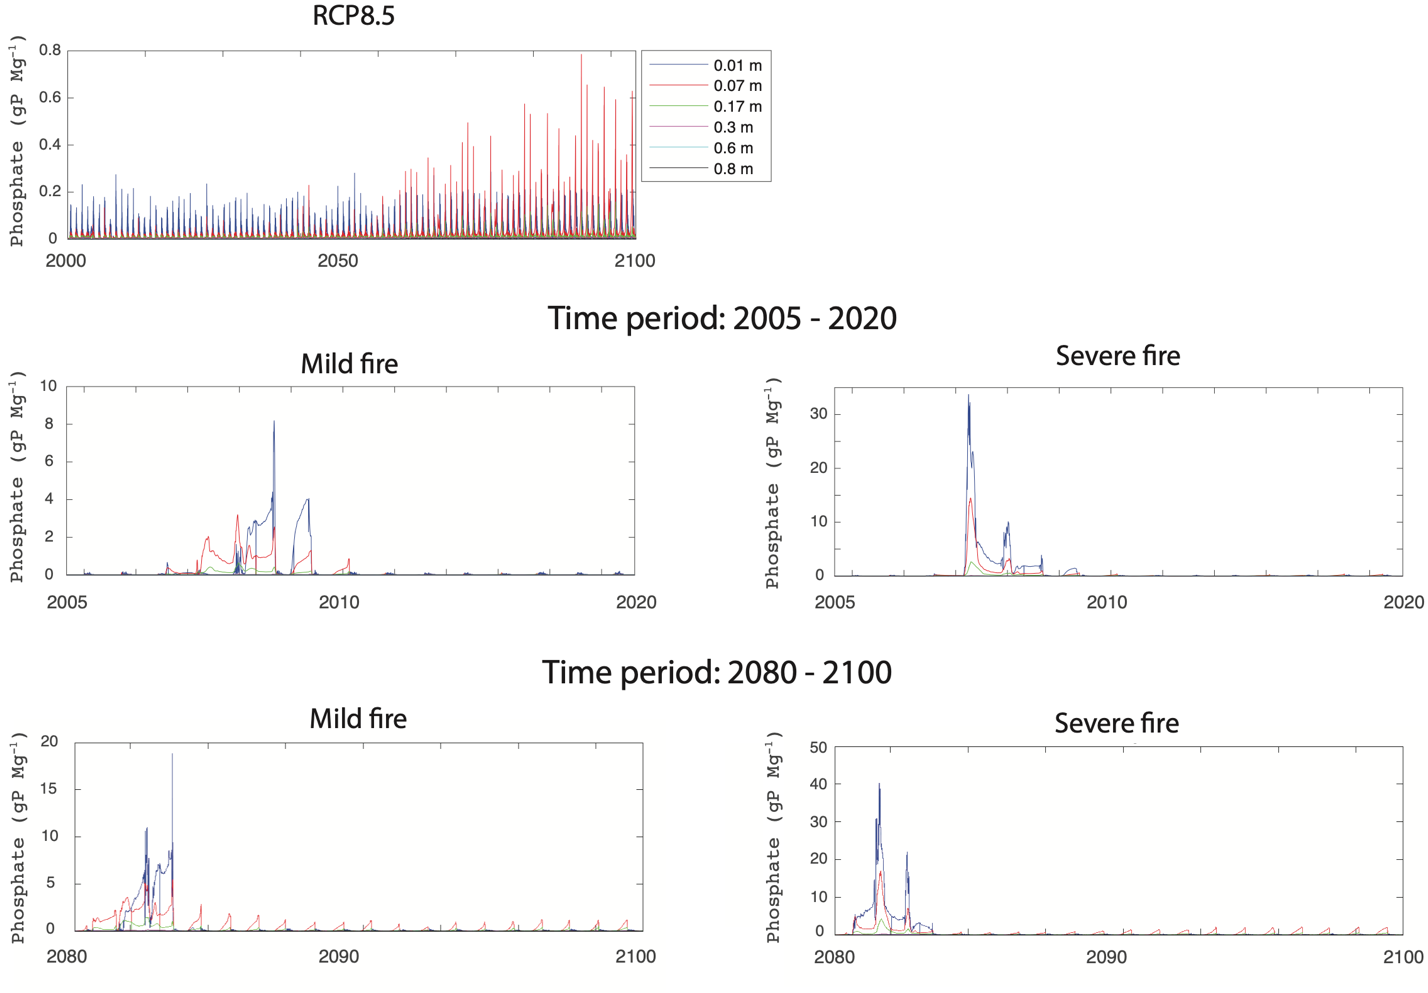 RCP8.5
Phosphate (gP Mg⁻¹)
0.8
0.6
0.4
0.2
0
2000 2050 2100
0.01 m
0.07 m
0.17 m
0.3 m
0.6 m
0.8 m
Time period: 2005 - 2020
Mild fire
Phosphate (gP Mg⁻¹)
10
8
6
4
2
0
2005 2010 2020
Severe fire
Phosphate (gP Mg⁻¹)
30
20
10
0
2005 2010 2020
Time period: 2080 - 2100
Mild fire
Phosphate (gP Mg⁻¹)
20
15
10
5
0
2080 2090 2100
Severe fire
Phosphate (gP Mg⁻¹)
50
40
30
20
10
0
2080 2090 2100